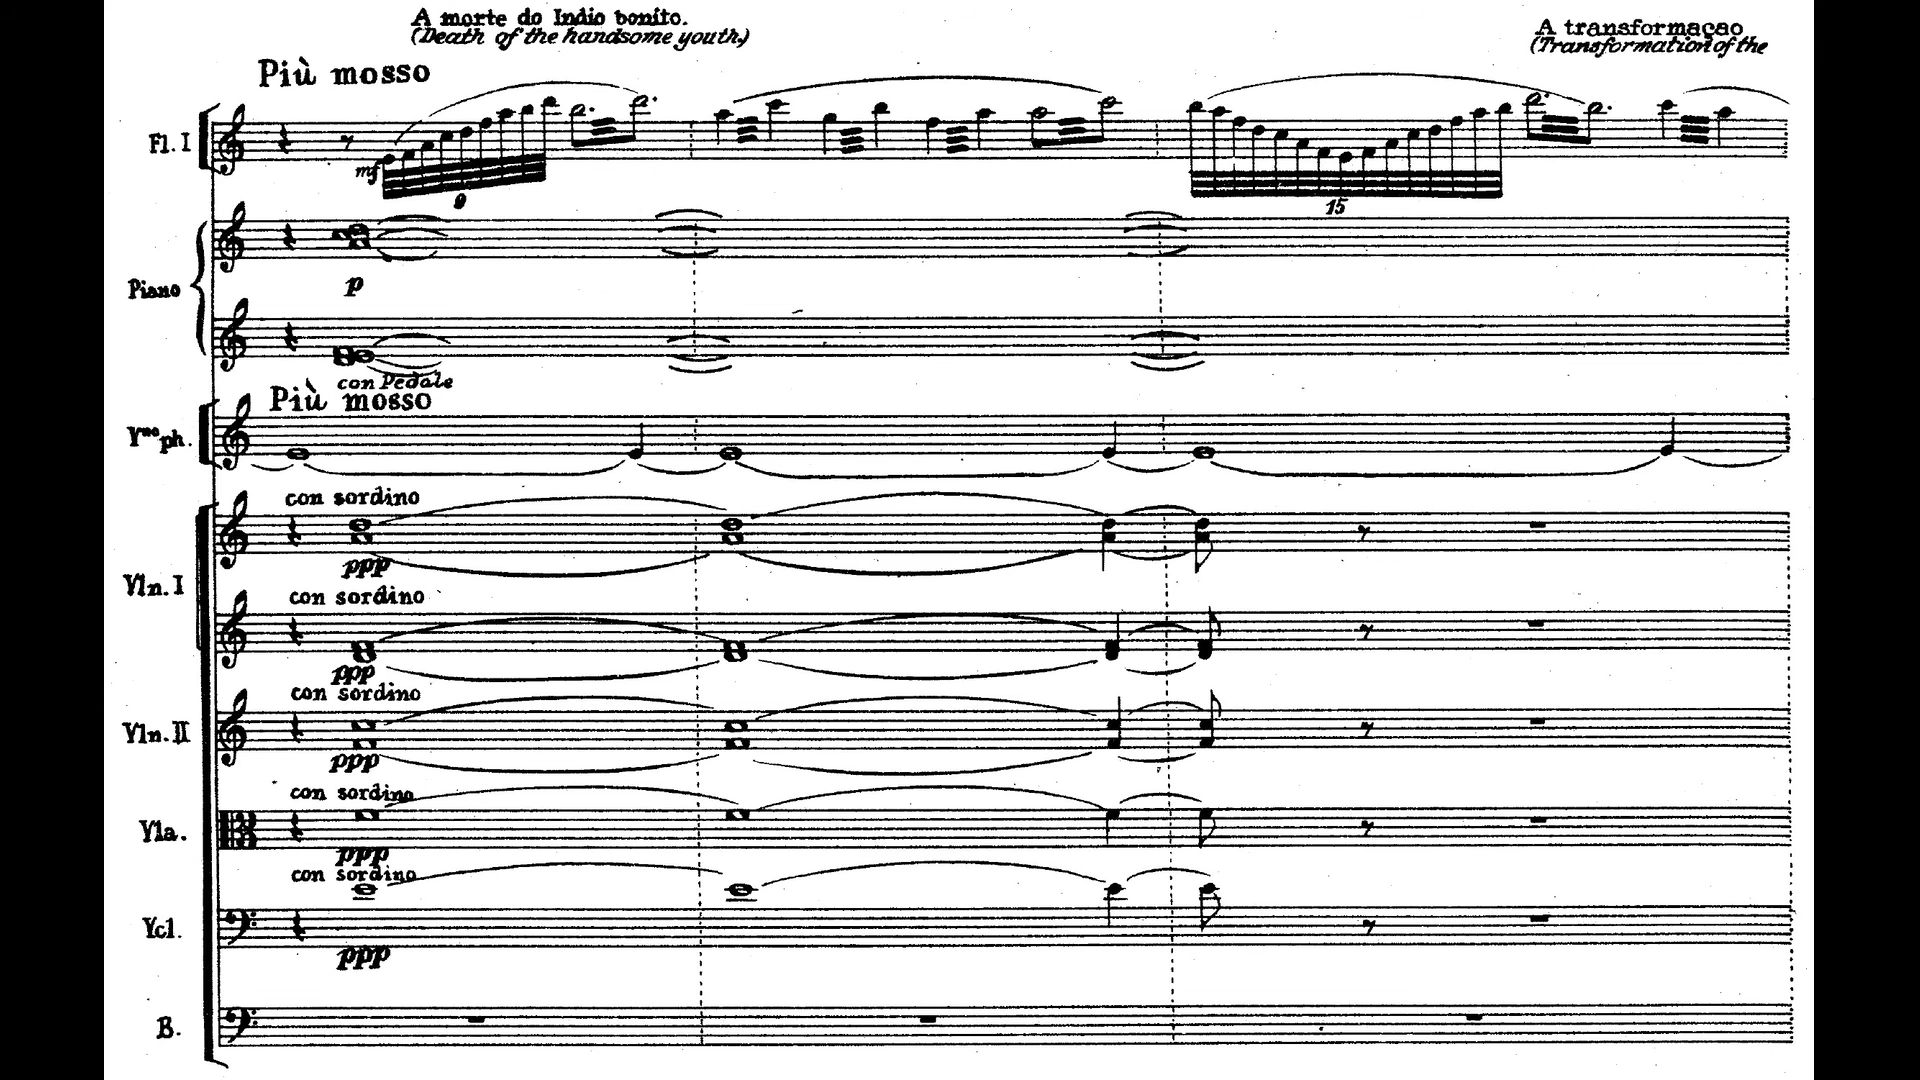 A morte do Indio bonito.
(Death of the handsome youth.)
A transformaçao
(Transformation of the
Più mosso
Fl. I
mf
9
15
Piano
p
con Pedale
Più mosso
Vno ph.
con sordino
ppp
Vln. I
con sordino
ppp
con sordino
Vln. II
ppp
con sordino
Vla.
ppp
con sordino
Vcl.
ppp
B.